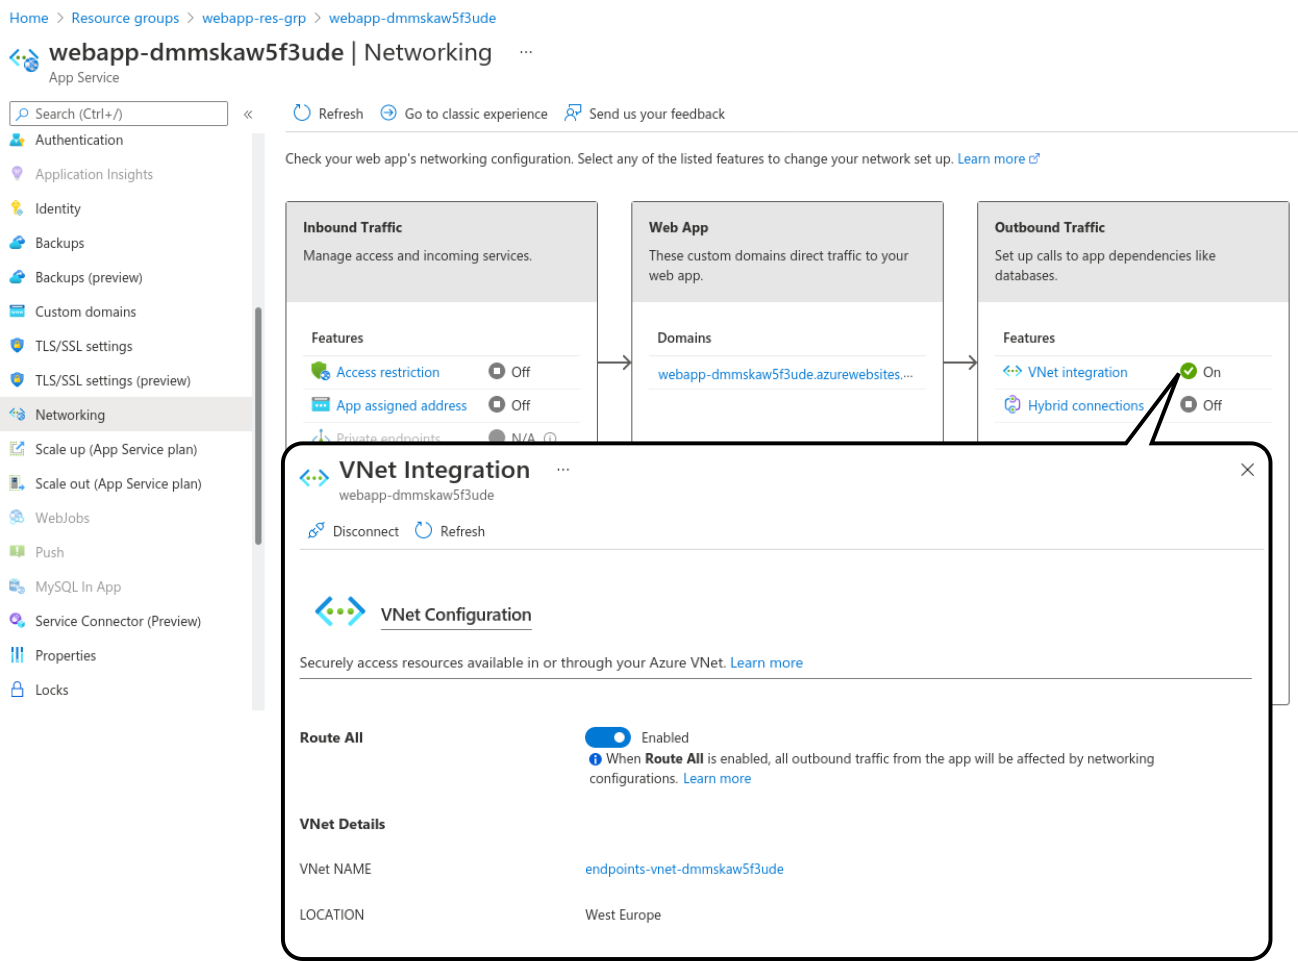 Home > Resource groups > webapp-res-grp > webapp-dmmskaw5f3ude
webapp-dmmskaw5f3ude | Networking ...
App Service
Search (Ctrl+/) «
Authentication
Application Insights
Identity
Backups
Backups (preview)
Custom domains
TLS/SSL settings
TLS/SSL settings (preview)
Networking
Scale up (App Service plan)
Scale out (App Service plan)
WebJobs
Push
MySQL In App
Service Connector (Preview)
Properties
Locks
Refresh Go to classic experience Send us your feedback
Check your web app's networking configuration. Select any of the listed features to change your network set up. Learn more
Inbound Traffic
Manage access and incoming services.
Features
Access restriction Off
App assigned address Off
Private endpoints N/A
Web App
These custom domains direct traffic to your
web app.
Domains
webapp-dmmskaw5f3ude.azurewebsites....
Outbound Traffic
Set up calls to app dependencies like
databases.
Features
VNet integration On
Hybrid connections Off
VNet Integration ...
webapp-dmmskaw5f3ude
Disconnect Refresh
VNet Configuration
Securely access resources available in or through your Azure VNet. Learn more
Route All Enabled
When Route All is enabled, all outbound traffic from the app will be affected by networking
configurations. Learn more
VNet Details
VNet NAME endpoints-vnet-dmmskaw5f3ude
LOCATION West Europe